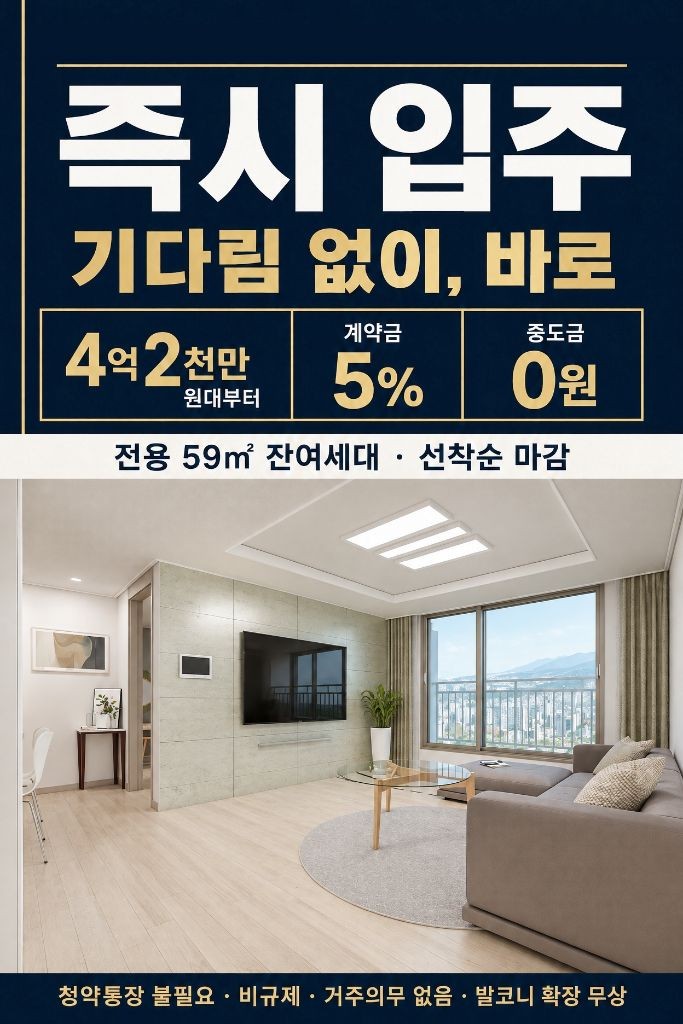 즉시 입주
기다림 없이, 바로
4억2천만
원대부터
계약금
5%
중도금
0원
전용 59㎡ 잔여세대 · 선착순 마감
청약통장 불필요 · 비규제 · 거주의무 없음 · 발코니 확장 무상